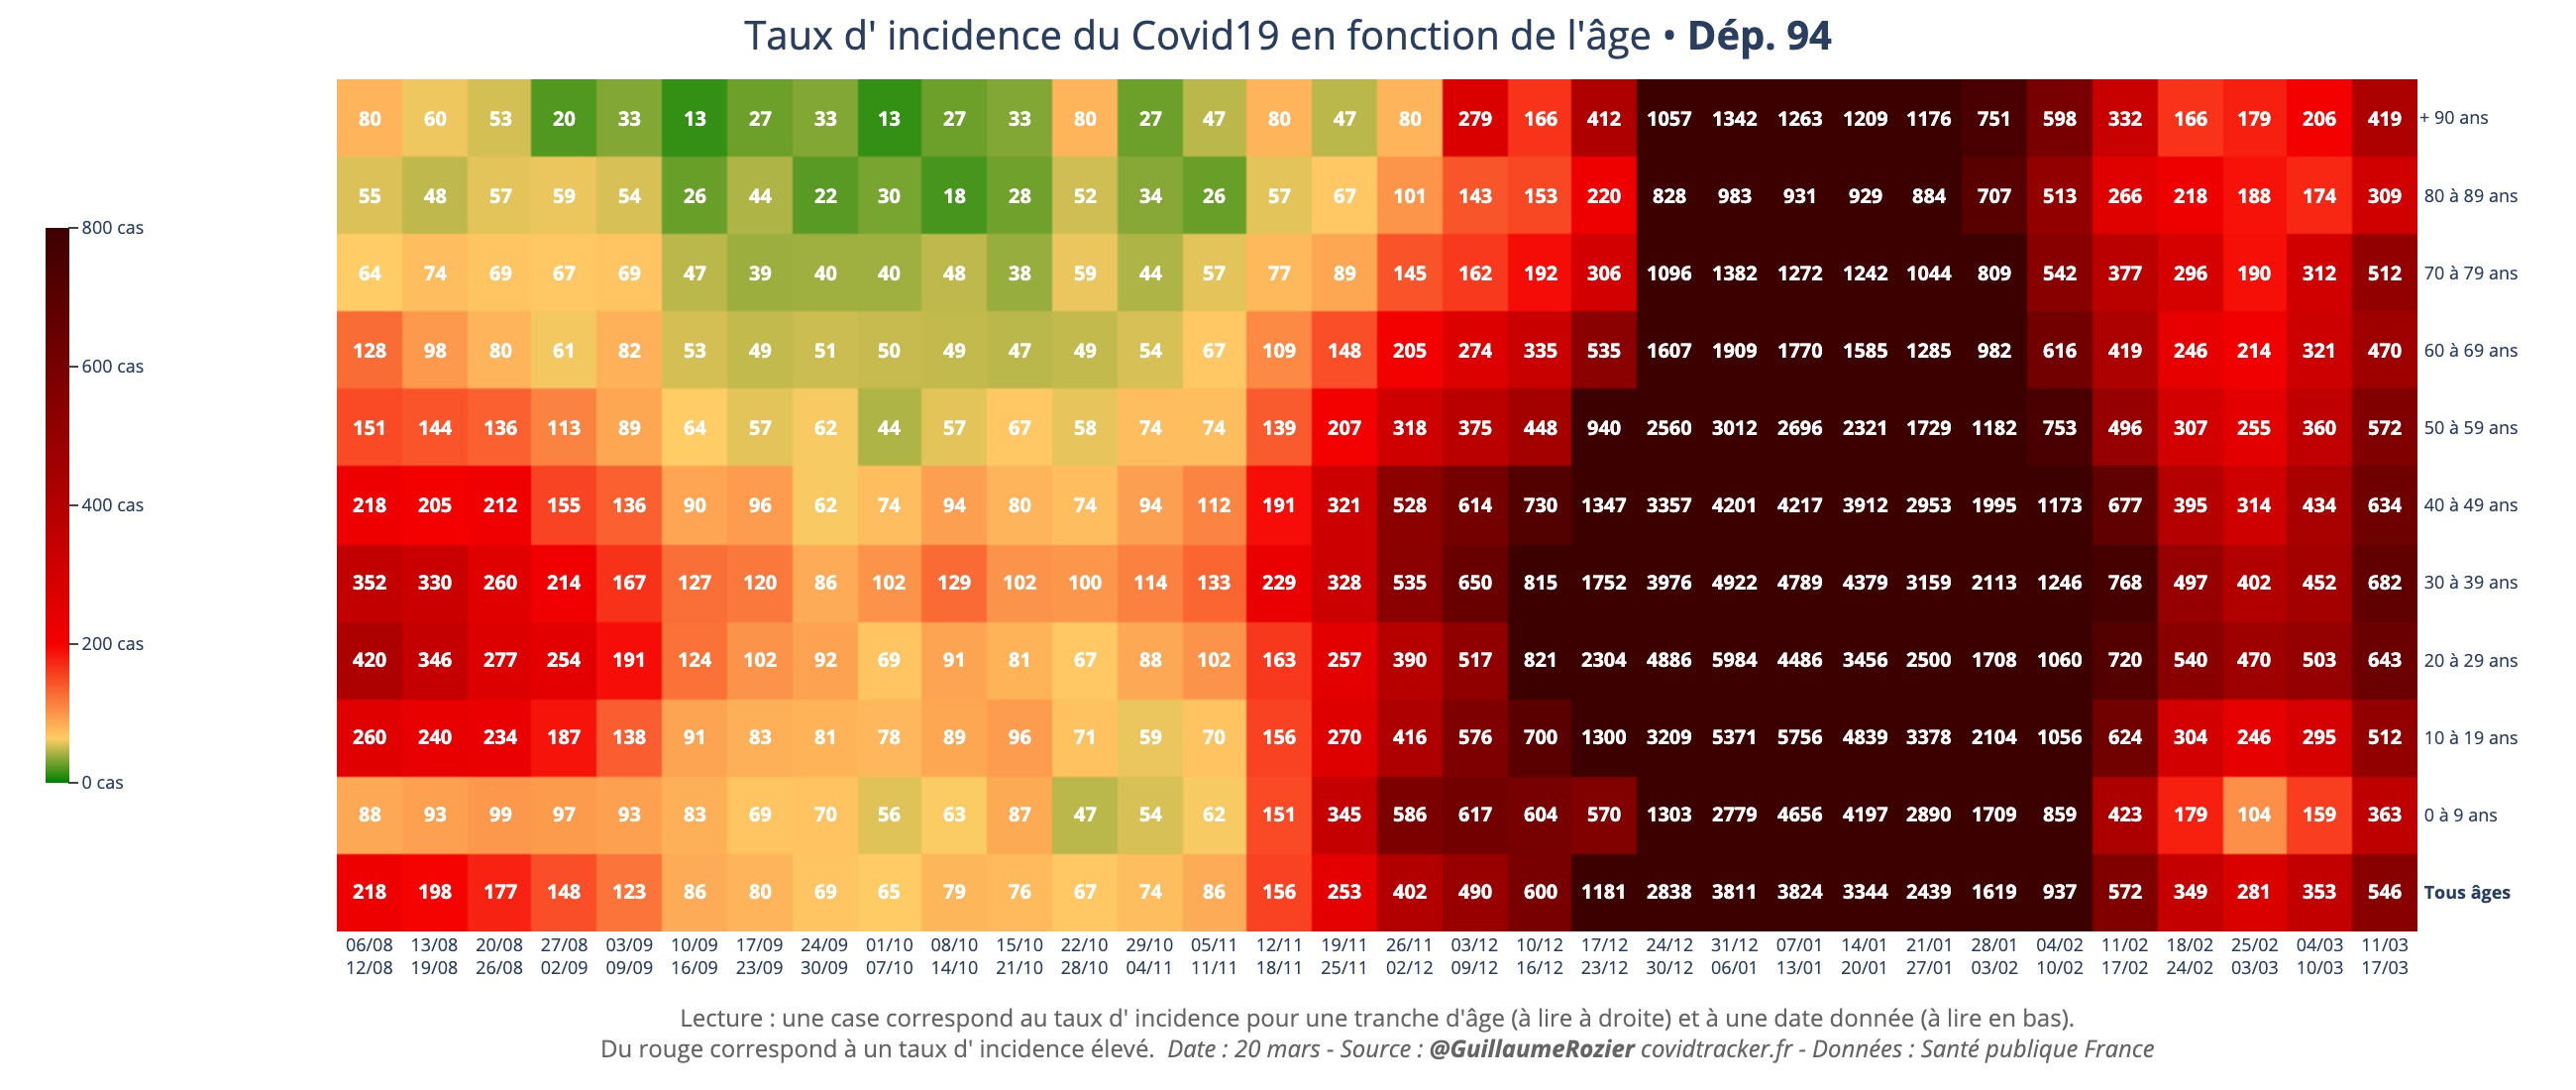 Taux d' incidence du Covid19 en fonction de l'âge • Dép. 94
800 cas
600 cas
400 cas
200 cas
0 cas
80 60 53 20 33 13 27 33 13 27 33 80 27 47 80 47 80 279 166 412 1057 1342 1263 1209 1176 751 598 332 166 179 206 419 + 90 ans
55 48 57 59 54 26 44 22 30 18 28 52 34 26 57 67 101 143 153 220 828 983 931 929 884 707 513 266 218 188 174 309 80 à 89 ans
64 74 69 67 69 47 39 40 40 48 38 59 44 57 77 89 145 162 192 306 1096 1382 1272 1242 1044 809 542 377 296 190 312 512 70 à 79 ans
128 98 80 61 82 53 49 51 50 49 47 49 54 67 109 148 205 274 335 535 1607 1909 1770 1585 1285 982 616 419 246 214 321 470 60 à 69 ans
151 144 136 113 89 64 57 62 44 57 67 58 74 74 139 207 318 375 448 940 2560 3012 2696 2321 1729 1182 753 496 307 255 360 572 50 à 59 ans
218 205 212 155 136 90 96 62 74 94 80 74 94 112 191 321 528 614 730 1347 3357 4201 4217 3912 2953 1995 1173 677 395 314 434 634 40 à 49 ans
352 330 260 214 167 127 120 86 102 129 102 100 114 133 229 328 535 650 815 1752 3976 4922 4789 4379 3159 2113 1246 768 497 402 452 682 30 à 39 ans
420 346 277 254 191 124 102 92 69 91 81 67 88 102 163 257 390 517 821 2304 4886 5984 4486 3456 2500 1708 1060 720 540 470 503 643 20 à 29 ans
260 240 234 187 138 91 83 81 78 89 96 71 59 70 156 270 416 576 700 1300 3209 5371 5756 4839 3378 2104 1056 624 304 246 295 512 10 à 19 ans
88 93 99 97 93 83 69 70 56 63 87 47 54 62 151 345 586 617 604 570 1303 2779 4656 4197 2890 1709 859 423 179 104 159 363 0 à 9 ans
218 198 177 148 123 86 80 69 65 79 76 67 74 86 156 253 402 490 600 1181 2838 3811 3824 3344 2439 1619 937 572 349 281 353 546 Tous âges
06/08 13/08 20/08 27/08 03/09 10/09 17/09 24/09 01/10 08/10 15/10 22/10 29/10 05/11 12/11 19/11 26/11 03/12 10/12 17/12 24/12 31/12 07/01 14/01 21/01 28/01 04/02 11/02 18/02 25/02 04/03 11/03
12/08 19/08 26/08 02/09 09/09 16/09 23/09 30/09 07/10 14/10 21/10 28/10 04/11 11/11 18/11 25/11 02/12 09/12 16/12 23/12 30/12 06/01 13/01 20/01 27/01 03/02 10/02 17/02 24/02 03/03 10/03 17/03
Lecture : une case correspond au taux d' incidence pour une tranche d'âge (à lire à droite) et à une date donnée (à lire en bas).
Du rouge correspond à un taux d' incidence élevé. Date : 20 mars - Source : @GuillaumeRozier covidtracker.fr - Données : Santé publique France